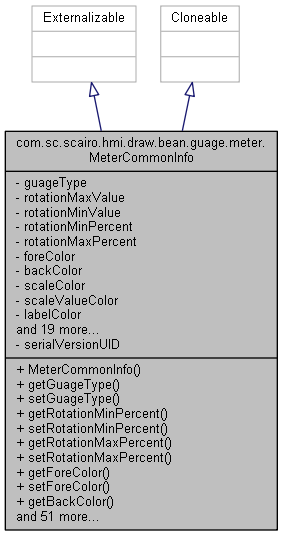 Externalizable
Cloneable
com.sc.scairo.hmi.draw.bean.guage.meter.
MeterCommonInfo
- guageType
- rotationMaxValue
- rotationMinValue
- rotationMinPercent
- rotationMaxPercent
- foreColor
- backColor
- scaleColor
- scaleValueColor
- labelColor
and 19 more...
- serialVersionUID
+ MeterCommonInfo()
+ getGuageType()
+ setGuageType()
+ getRotationMinPercent()
+ setRotationMinPercent()
+ getRotationMaxPercent()
+ setRotationMaxPercent()
+ getForeColor()
+ setForeColor()
+ getBackColor()
and 51 more...